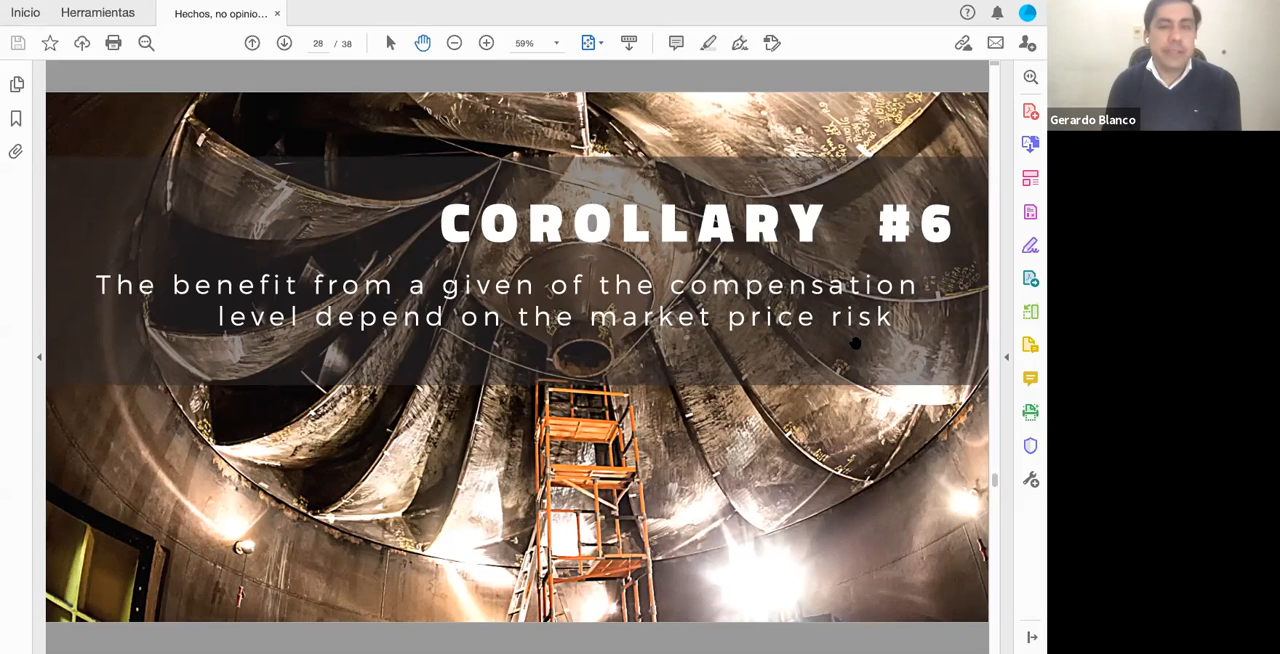 Inicio Herramientas Hechos, no opinio... ×
28 / 38 59%
Gerardo Blanco
COROLLARY #6
The benefit from a given of the compensation
level depend on the market price risk